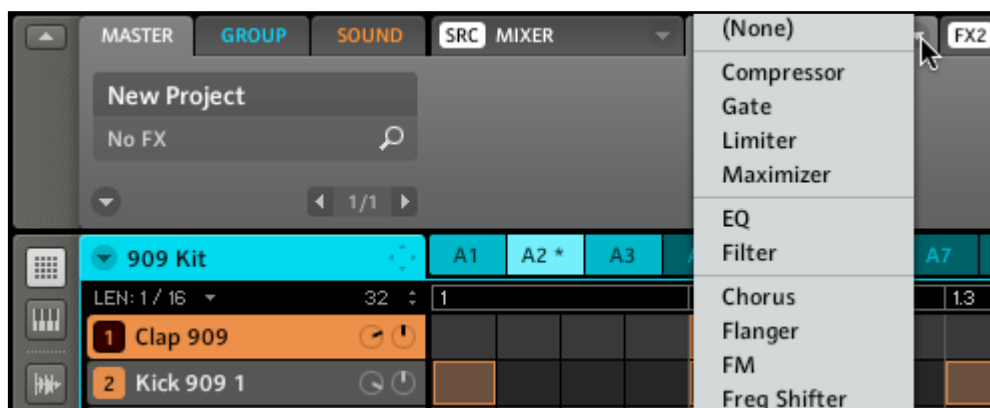 MASTER GROUP SOUND SRC MIXER FX2
New Project
No FX
1/1
909 Kit A1 A2 * A3 A7
LEN: 1 / 16 32 1 1.3
1 Clap 909
2 Kick 909 1
(None)
Compressor
Gate
Limiter
Maximizer
EQ
Filter
Chorus
Flanger
FM
Freq Shifter